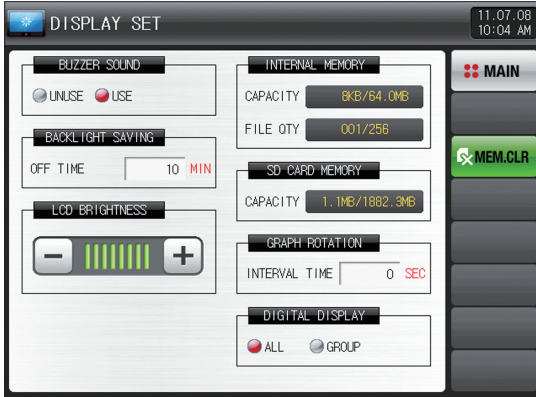 DISPLAY SET
11.07.08
10:04 AM
BUZZER SOUND
UNUSE USE
BACKLIGHT SAVING
OFF TIME 10 MIN
LCD BRIGHTNESS
− +
INTERNAL MEMORY
CAPACITY 8KB/64.0MB
FILE QTY 001/256
SD CARD MEMORY
CAPACITY 1.1MB/1882.3MB
GRAPH ROTATION
INTERVAL TIME 0 SEC
DIGITAL DISPLAY
ALL GROUP
MAIN
MEM.CLR